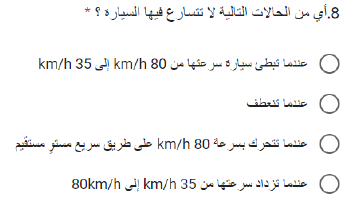 8.أي من الحالات التالية لا تتسارع فيها السيارة ؟ *
عندما تبطئ سيارة سرعتها من 80 km/h إلى 35 km/h
عندما تنعطف
عندما تتحرك بسرعة 80 km/h على طريق سريع مستوٍ مستقيم
عندما تزداد سرعتها من 35 km/h إلى 80km/h